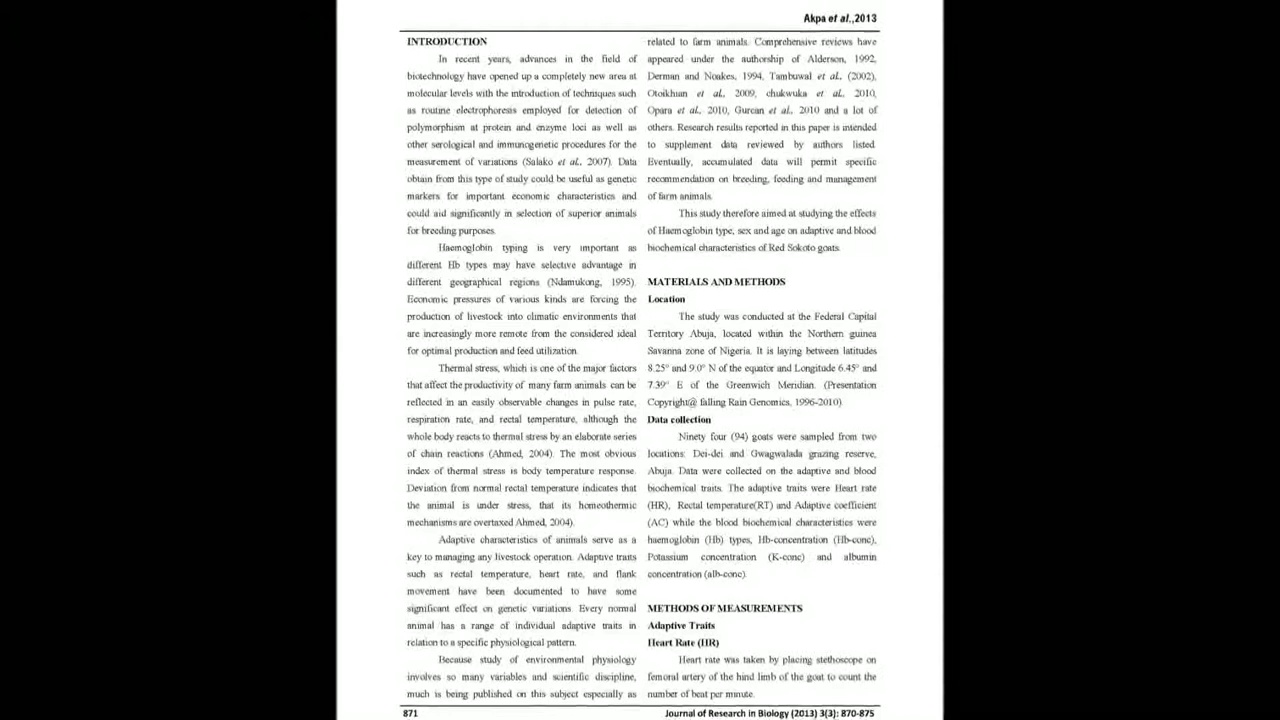 Akpa et al.,2013
INTRODUCTION
In recent years, advances in the field of
biotechnology have opened up a completely new area at
molecular levels with the introduction of techniques such
as routine electrophoresis employed for detection of
polymorphism at protein and enzyme loci as well as
other serological and immunogenetic procedures for the
measurement of variations (Salako et al., 2007). Data
obtain from this type of study could be useful as genetic
markers for important economic characteristics and
could aid significantly in selection of superior animals
for breeding purposes.
Haemoglobin typing is very important as
different Hb types may have selective advantage in
different geographical regions (Ndamukong, 1995).
Economic pressures of various kinds are forcing the
production of livestock into climatic environments that
are increasingly more remote from the considered ideal
for optimal production and feed utilization.
Thermal stress, which is one of the major factors
that affect the productivity of many farm animals can be
reflected in an easily observable changes in pulse rate,
respiration rate, and rectal temperature, although the
whole body reacts to thermal stress by an elaborate series
of chain reactions (Ahmed, 2004). The most obvious
index of thermal stress is body temperature response.
Deviation from normal rectal temperature indicates that
the animal is under stress, that its homeothermic
mechanisms are overtaxed Ahmed, 2004).
Adaptive characteristics of animals serve as a
key to managing any livestock operation. Adaptive traits
such as rectal temperature, heart rate, and flank
movement have been documented to have some
significant effect on genetic variations. Every normal
animal has a range of individual adaptive traits in
relation to a specific physiological pattern.
Because study of environmental physiology
involves so many variables and scientific discipline,
much is being published on this subject especially as
related to farm animals. Comprehensive reviews have
appeared under the authorship of Alderson, 1992,
Derman and Noakes, 1994, Tambuwal et al., (2002),
Otoikhian et al., 2009, chukwuka et al., 2010,
Opara et al., 2010, Gurcan et al., 2010 and a lot of
others. Research results reported in this paper is intended
to supplement data reviewed by authors listed.
Eventually, accumulated data will permit specific
recommendation on breeding, feeding and management
of farm animals.
This study therefore aimed at studying the effects
of Haemoglobin type, sex and age on adaptive and blood
biochemical characteristics of Red Sokoto goats.
MATERIALS AND METHODS
Location
The study was conducted at the Federal Capital
Territory Abuja, located within the Northern guinea
Savanna zone of Nigeria. It is laying between latitudes
8.25° and 9.0° N of the equator and Longitude 6.45° and
7.39° E of the Greenwich Meridian. (Presentation
Copyright@ falling Rain Genomics, 1996-2010)
Data collection
Ninety four (94) goats were sampled from two
locations: Dei-dei and Gwagwalada grazing reserve,
Abuja. Data were collected on the adaptive and blood
biochemical traits. The adaptive traits were Heart rate
(HR), Rectal temperature(RT) and Adaptive coefficient
(AC) while the blood biochemical characteristics were
haemoglobin (Hb) types, Hb-concentration (Hb-conc),
Potassium concentration (K-conc) and albumin
concentration (alb-conc).
METHODS OF MEASUREMENTS
Adaptive Traits
Heart Rate (HR)
Heart rate was taken by placing stethoscope on
femoral artery of the hind limb of the goat to count the
number of beat per minute.
871
Journal of Research in Biology (2013) 3(3): 870-875